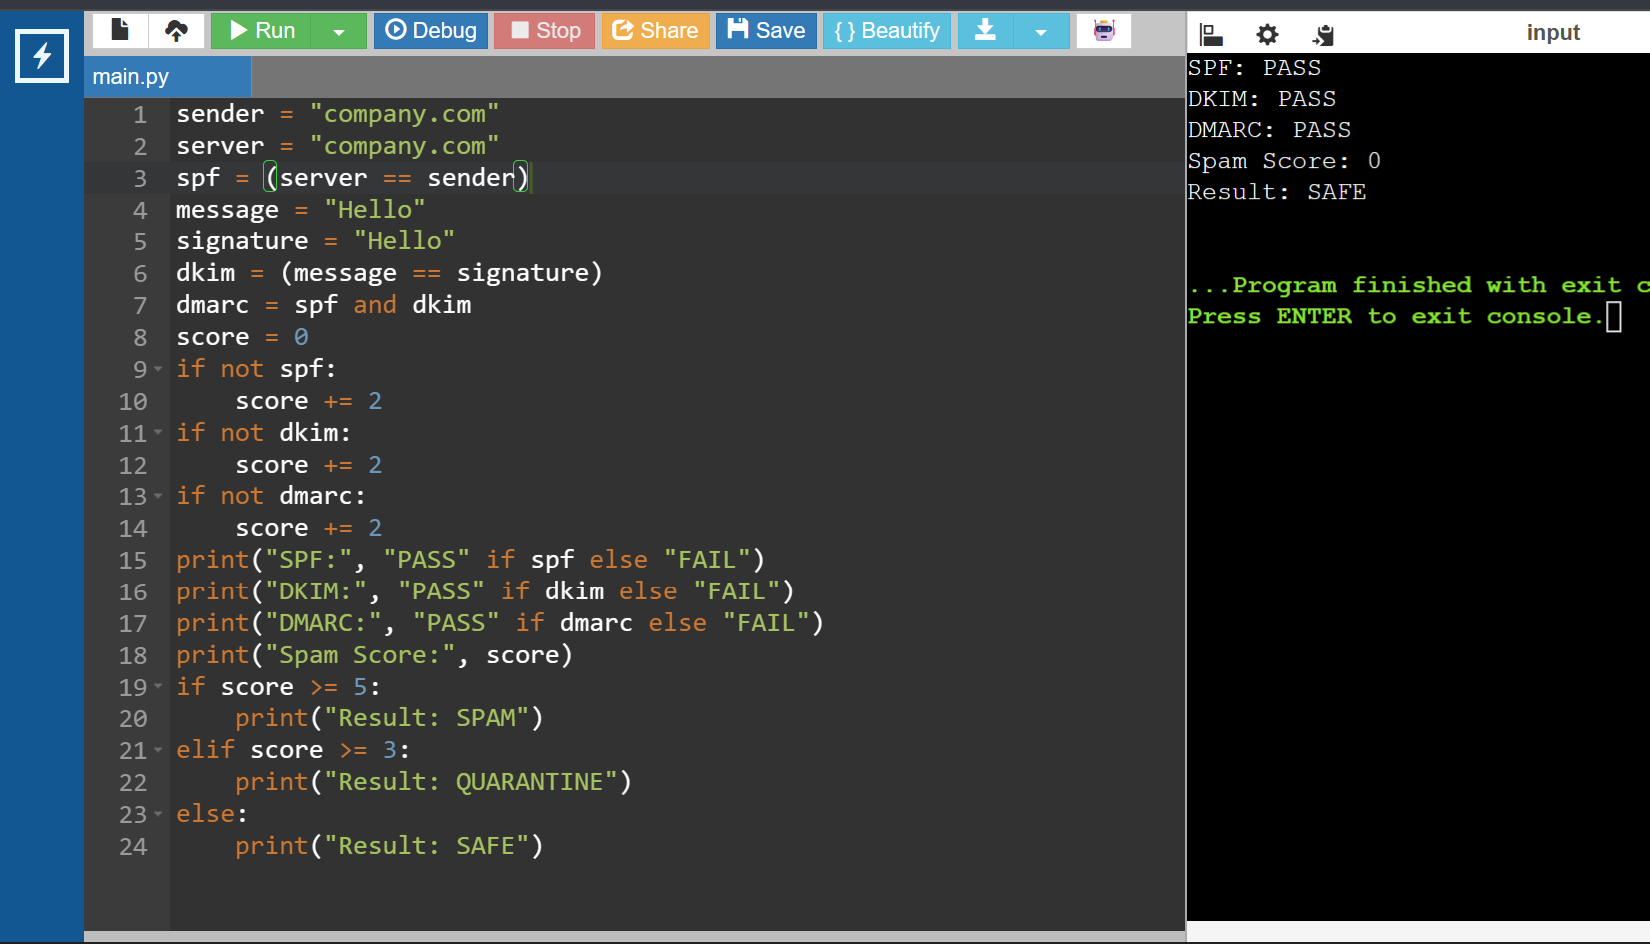 Run Debug Stop Share Save { } Beautify input
main.py
1 sender = "company.com"
2 server = "company.com"
3 spf = (server == sender)
4 message = "Hello"
5 signature = "Hello"
6 dkim = (message == signature)
7 dmarc = spf and dkim
8 score = 0
9 if not spf:
10     score += 2
11 if not dkim:
12     score += 2
13 if not dmarc:
14     score += 2
15 print("SPF:", "PASS" if spf else "FAIL")
16 print("DKIM:", "PASS" if dkim else "FAIL")
17 print("DMARC:", "PASS" if dmarc else "FAIL")
18 print("Spam Score:", score)
19 if score >= 5:
20     print("Result: SPAM")
21 elif score >= 3:
22     print("Result: QUARANTINE")
23 else:
24     print("Result: SAFE")
SPF: PASS
DKIM: PASS
DMARC: PASS
Spam Score: 0
Result: SAFE
...Program finished with exit c
Press ENTER to exit console.